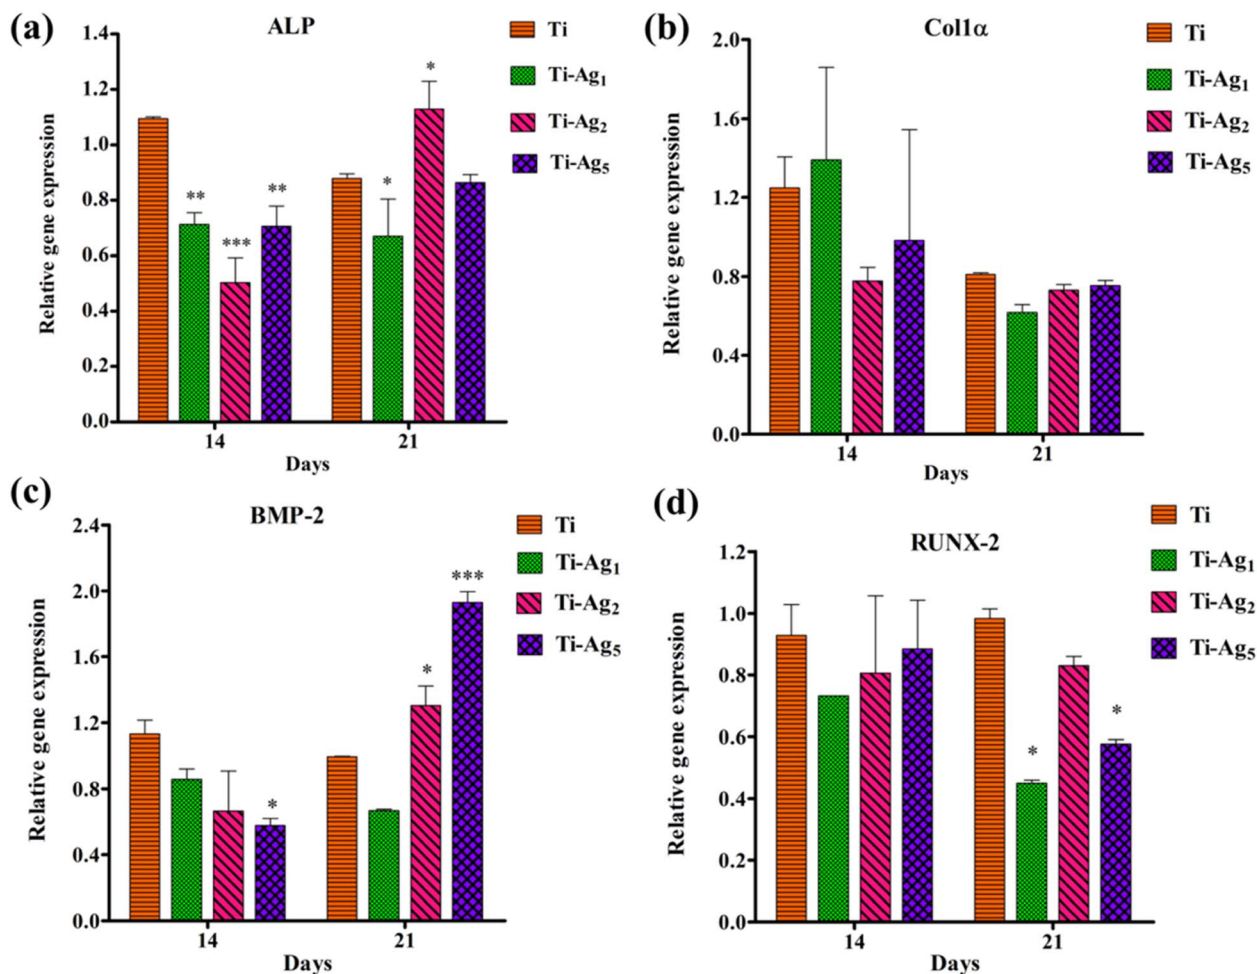 (a)
ALP
Relative gene expression
1.4
1.2
1.0
0.8
0.6
0.4
0.2
0.0
**
***
**
*
*
14
21
Days
Ti
Ti-Ag1
Ti-Ag2
Ti-Ag5
(b)
Col1α
Relative gene expression
2.0
1.6
1.2
0.8
0.4
0.0
14
21
Days
Ti
Ti-Ag1
Ti-Ag2
Ti-Ag5
(c)
BMP-2
Relative gene expression
2.4
2.0
1.6
1.2
0.8
0.4
0.0
*
*
***
14
21
Days
Ti
Ti-Ag1
Ti-Ag2
Ti-Ag5
(d)
RUNX-2
Relative gene expression
1.2
1.0
0.8
0.6
0.4
0.2
0.0
*
*
14
21
Days
Ti
Ti-Ag1
Ti-Ag2
Ti-Ag5